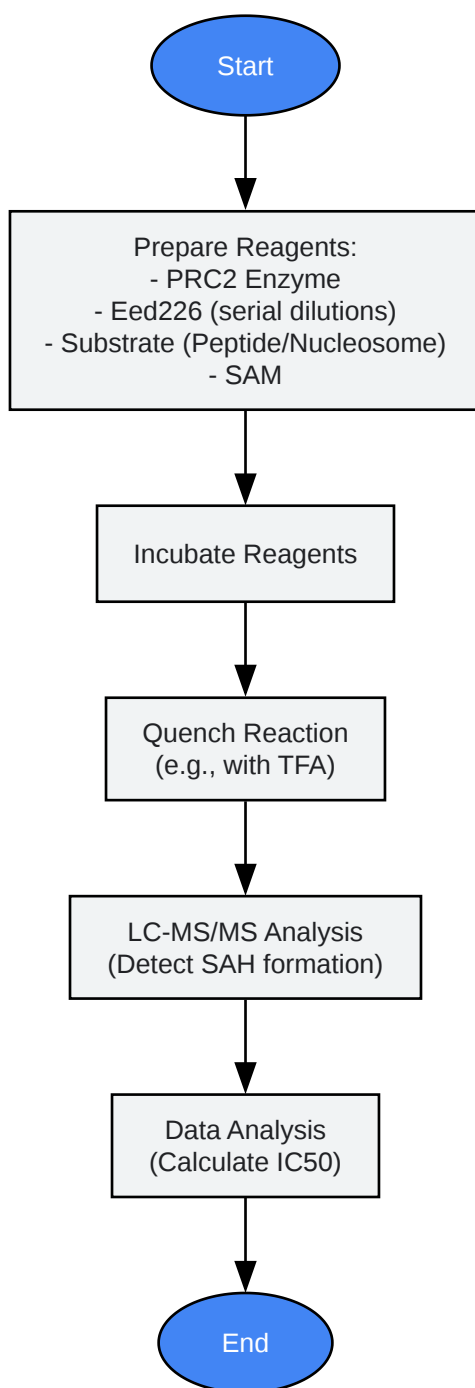 Start
Prepare Reagents:
- PRC2 Enzyme
- Eed226 (serial dilutions)
- Substrate (Peptide/Nucleosome)
- SAM
Incubate Reagents
Quench Reaction
(e.g., with TFA)
LC-MS/MS Analysis
(Detect SAH formation)
Data Analysis
(Calculate IC50)
End